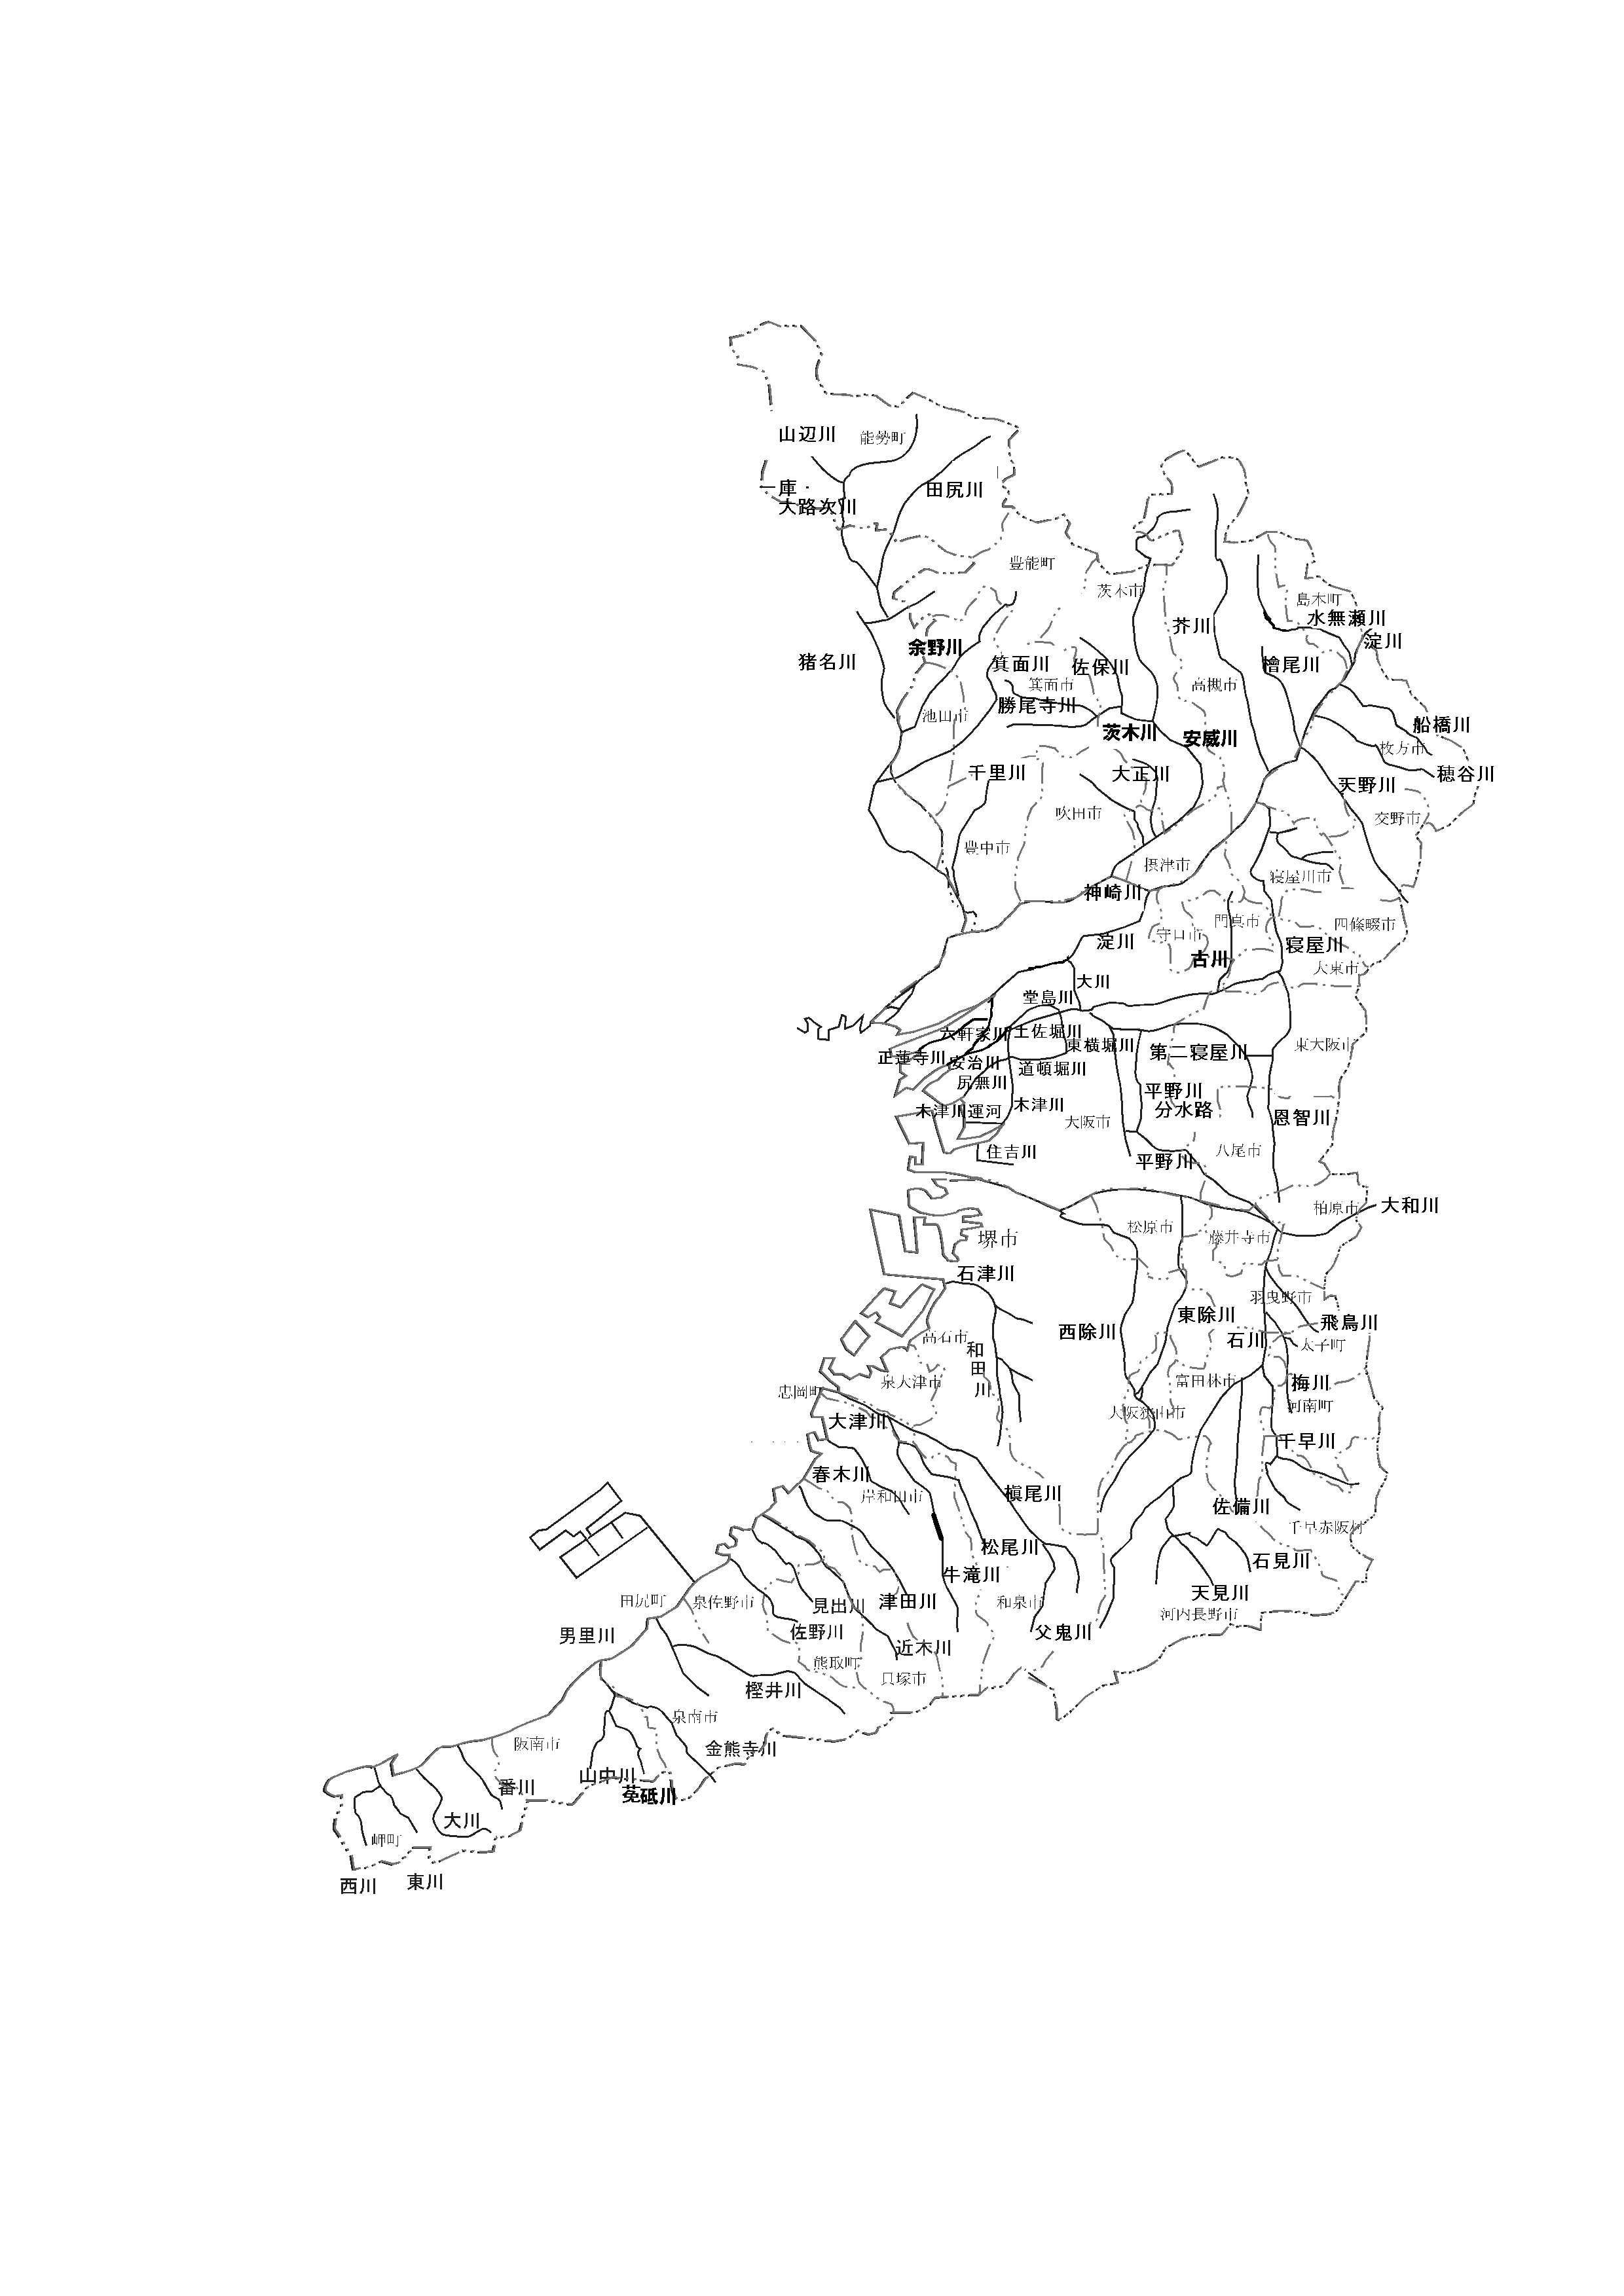 山辺川
能勢町
一庫・
大路次川
田尻川
豊能町
茨木市
島本町
水無瀬川
淀川
芥川
余野川
猪名川
箕面川
佐保川
檜尾川
箕面市
高槻市
勝尾寺川
池田市
茨木川
安威川
船橋川
枚方市
千里川
大正川
穂谷川
天野川
吹田市
交野市
豊中市
摂津市
寝屋川市
神崎川
門真市
四條畷市
守口市
淀川
寝屋川
古川
大東市
大川
堂島川
六軒家川
土佐堀川
東横堀川
第二寝屋川
東大阪市
正蓮寺川
安治川
道頓堀川
尻無川
平野川
分水路
木津川運河
木津川
大阪市
恩智川
住吉川
平野川
八尾市
柏原市
大和川
松原市
藤井寺市
堺市
石津川
羽曳野市
東除川
飛鳥川
西除川
石川
太子町
高石市
和田川
泉大津市
富田林市
梅川
忠岡町
河南町
大阪狭山市
大津川
千早川
春木川
岸和田市
槇尾川
佐備川
千早赤阪村
松尾川
石見川
牛滝川
天見川
田尻町
泉佐野市
見出川
津田川
和泉市
河内長野市
男里川
佐野川
近木川
父鬼川
熊取町
貝塚市
樫井川
泉南市
阪南市
金熊寺川
山中川
番川
菟砥川
大川
岬町
西川
東川